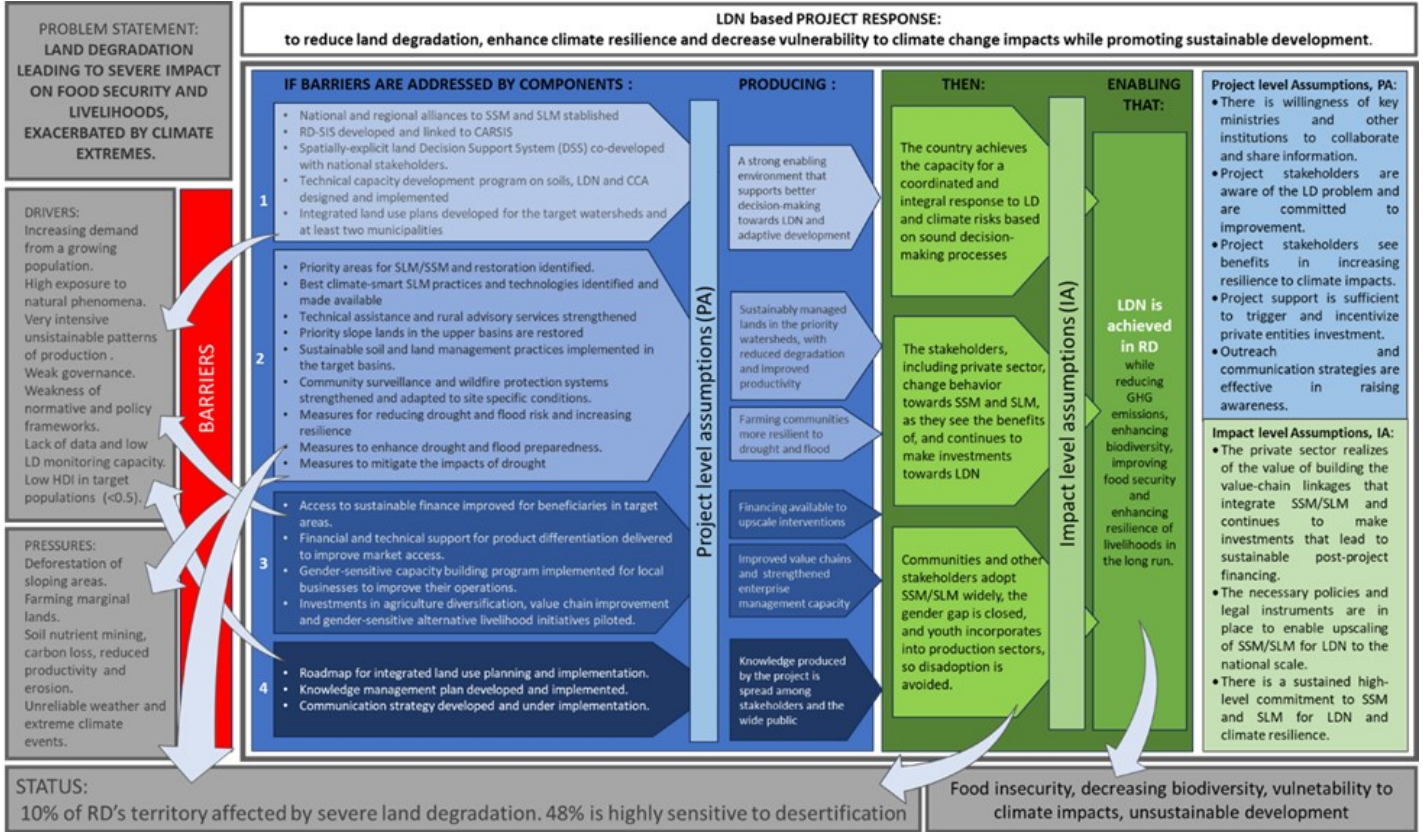 PROBLEM STATEMENT:
LAND DEGRADATION
LEADING TO SEVERE IMPACT
ON FOOD SECURITY AND
LIVELIHOODS,
EXACERBATED BY CLIMATE
EXTREMES.
LDN based PROJECT RESPONSE:
to reduce land degradation, enhance climate resilience and decrease vulnerability to climate change impacts while promoting sustainable development.
DRIVERS:
Increasing demand
from a growing
population.
High exposure to
natural phenomena.
Very intensive
unsistainable patterns
of production .
Weak governance.
Weakness of
normative and policy
frameworks.
Lack of data and low
LD monitoring capacity.
Low HDI in target
populations (<0.5).
PRESSURES:
Deforestation of
sloping areas.
Farming marginal
lands.
Soil nutrient mining,
carbon loss, reduced
productivity and
erosion.
Unreliable weather and
extreme climate
events.
BARRIERS
IF BARRIERS ARE ADDRESSED BY COMPONENTS :
1
• National and regional alliances to SSM and SLM stablished
• RD-SIS developed and linked to CARSIS
• Spatially-explicit land Decision Support System (DSS) co-developed
with national stakeholders.
• Technical capacity development program on soils, LDN and CCA
designed and implemented
• Integrated land use plans developed for the target watersheds and
at least two municipalities
2
• Priority areas for SLM/SSM and restoration identified.
• Best climate-smart SLM practices and technologies identified and
made available
• Technical assistance and rural advisory services strengthened
• Priority slope lands in the upper basins are restored
• Sustainable soil and land management practices implemented in
the target basins.
• Community surveillance and wildfire protection systems
strengthened and adapted to site specific conditions.
• Measures for reducing drought and flood risk and increasing
resilience
• Measures to enhance drought and flood preparedness.
• Measures to mitigate the impacts of drought
3
• Access to sustainable finance improved for beneficiaries in target
areas.
• Financial and technical support for product differentiation delivered
to improve market access.
• Gender-sensitive capacity building program implemented for local
businesses to improve their operations.
• Investments in agriculture diversification, value chain improvement
and gender-sensitive alternative livelihood initiatives piloted.
4
• Roadmap for integrated land use planning and implementation.
• Knowledge management plan developed and implemented.
• Communication strategy developed and under implementation.
Project level assumptions (PA)
PRODUCING :
A strong enabling
environment that
supports better
decision-making
towards LDN and
adaptive development
Sustainably managed
lands in the priority
watersheds, with
reduced degradation
and improved
productivity
Farming communities
more resilient to
drought and flood
Financing available to
upscale interventions
Improved value chains
and strengthened
enterprise
management capacity
Knowledge produced
by the project is
spread among
stakeholders and the
wide public
THEN:
The country achieves
the capacity for a
coordinated and
integral response to LD
and climate risks based
on sound decision-
making processes
The stakeholders,
including private sector,
change behavior
towards SSM and SLM,
as they see the benefits
of, and continues to
make investments
towards LDN
Communities and other
stakeholders adopt
SSM/SLM widely, the
gender gap is closed,
and youth incorporates
into production sectors,
so disadoption is
avoided.
Impact level assumptions (IA)
ENABLING
THAT:
LDN is
achieved
in RD
while
reducing
GHG
emissions,
enhancing
biodiversity,
improving
food security
and
enhancing
resilience of
livelihoods in
the long run.
Project level Assumptions, PA:
• There is willingness of key
ministries and other
institutions to collaborate
and share information.
• Project stakeholders are
aware of the LD problem and
are committed to
improvement.
• Project stakeholders see
benefits in increasing
resilience to climate impacts.
• Project support is sufficient
to trigger and incentivize
private entities investment.
• Outreach and
communication strategies are
effective in raising
awareness.
Impact level Assumptions, IA:
• The private sector realizes
of the value of building the
value-chain linkages that
integrate SSM/SLM and
continues to make
investments that lead to
sustainable post-project
financing.
• The necessary policies and
legal instruments are in
place to enable upscaling
of SSM/SLM for LDN to the
national scale.
• There is a sustained high-
level commitment to SSM
and SLM for LDN and
climate resilience.
STATUS:
10% of RD's territory affected by severe land degradation. 48% is highly sensitive to desertification
Food insecurity, decreasing biodiversity, vulnetability to
climate impacts, unsustainable development